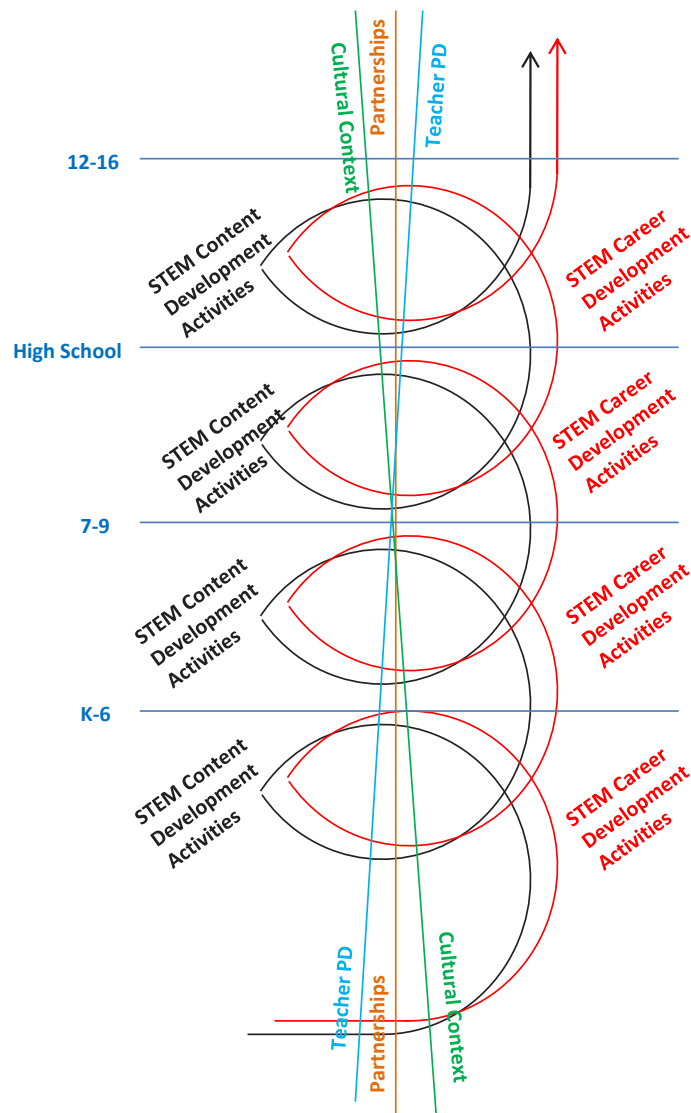 Cultural Context
Partnerships
Teacher PD
12-16
STEM Content
Development
Activities
STEM Career
Development
Activities
High School
STEM Content
Development
Activities
STEM Career
Development
Activities
7-9
STEM Content
Development
Activities
STEM Career
Development
Activities
K-6
STEM Content
Development
Activities
STEM Career
Development
Activities
Teacher PD
Partnerships
Cultural Context